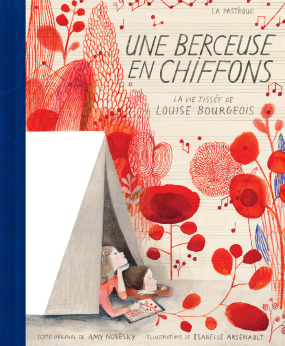 LA PASTÈQUE
UNE BERCEUSE
EN CHIFFONS
LA VIE TISSÉE DE
LOUISE BOURGEOIS
TEXTE ORIGINAL DE AMY NOVESKY ILLUSTRATIONS DE ISABELLE ARSENAULT